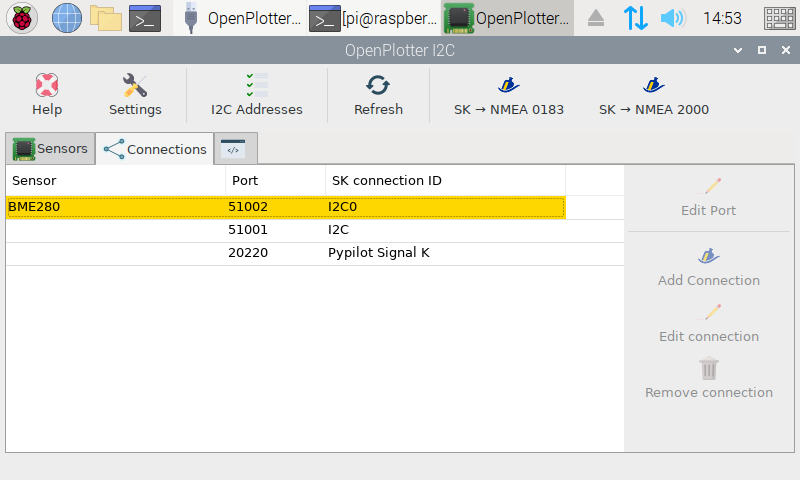 OpenPlotter... [pi@raspber... OpenPlotter... 14:53
OpenPlotter I2C
Help Settings I2C Addresses Refresh SK → NMEA 0183 SK → NMEA 2000
Sensors Connections </>
Sensor Port SK connection ID
BME280 51002 I2C0
51001 I2C
20220 Pypilot Signal K
Edit Port
Add Connection
Edit connection
Remove connection